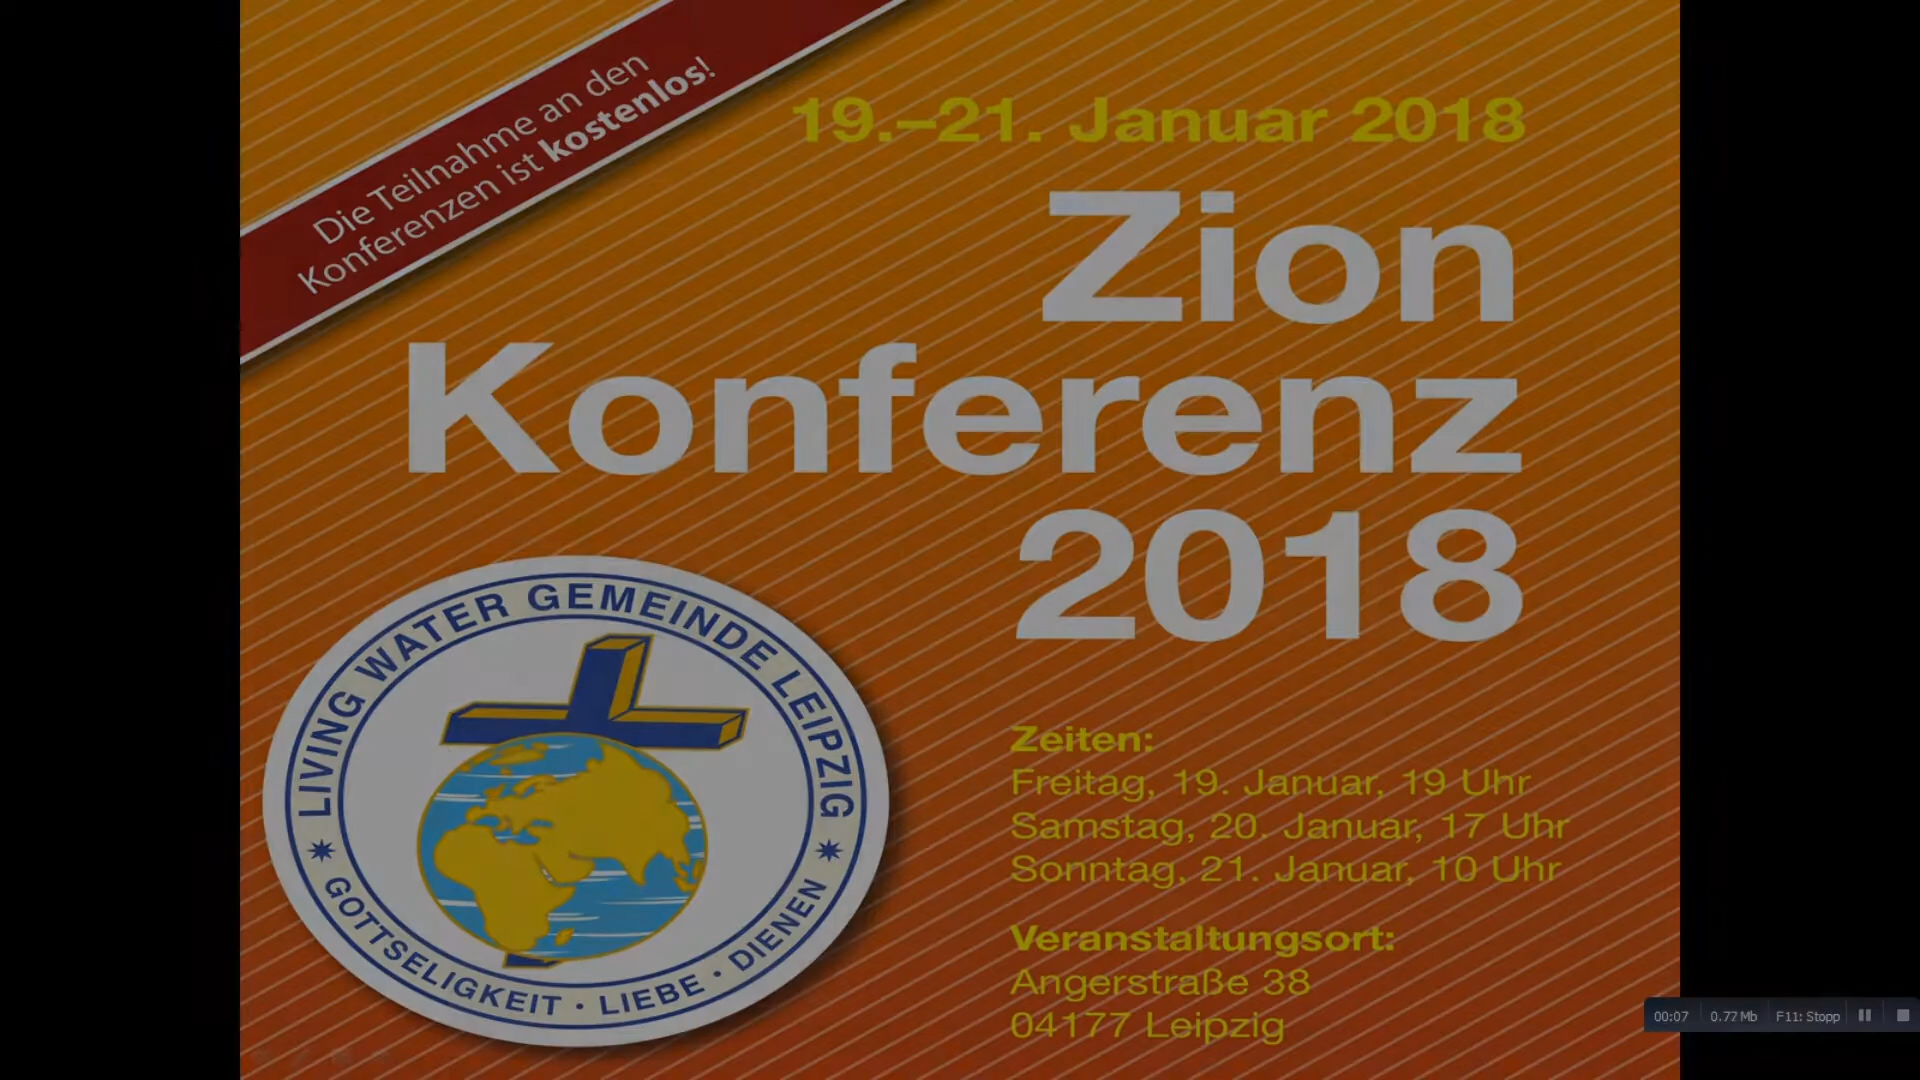 Die Teilnahme an den
Konferenzen ist kostenlos!
19.–21. Januar 2018
Zion
Konferenz
2018
LIVING WATER GEMEINDE LEIPZIG
GOTTSELIGKEIT · LIEBE · DIENEN
Zeiten:
Freitag, 19. Januar, 19 Uhr
Samstag, 20. Januar, 17 Uhr
Sonntag, 21. Januar, 10 Uhr
Veranstaltungsort:
Angerstraße 38
04177 Leipzig
00:07 0.77 Mb F11: Stopp